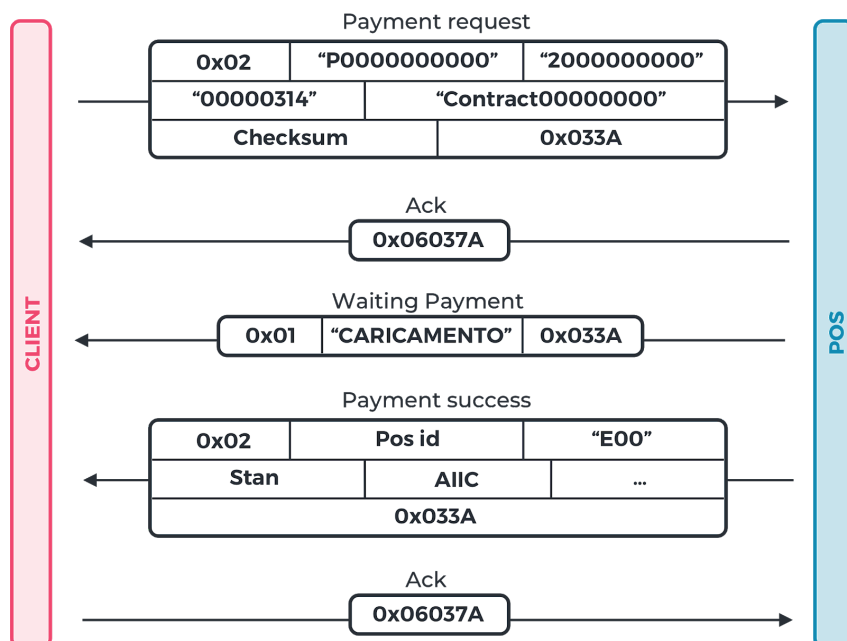 Payment request
0x02 “P0000000000” “2000000000”
“00000314” “Contract00000000”
Checksum 0x033A
Ack
0x06037A
Waiting Payment
0x01 “CARICAMENTO” 0x033A
Payment success
0x02 Pos id “E00”
Stan AIIC ...
0x033A
Ack
0x06037A
CLIENT
POS